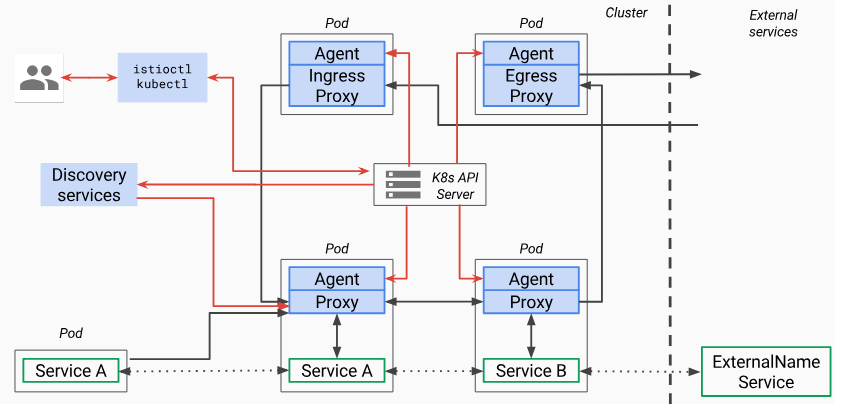 Cluster
External
services
Pod
Pod
Agent
Ingress
Proxy
Agent
Egress
Proxy
istioctl
kubectl
Discovery
services
K8s API
Server
Pod
Pod
Agent
Proxy
Agent
Proxy
Pod
Service A
Service A
Service B
ExternalName
Service